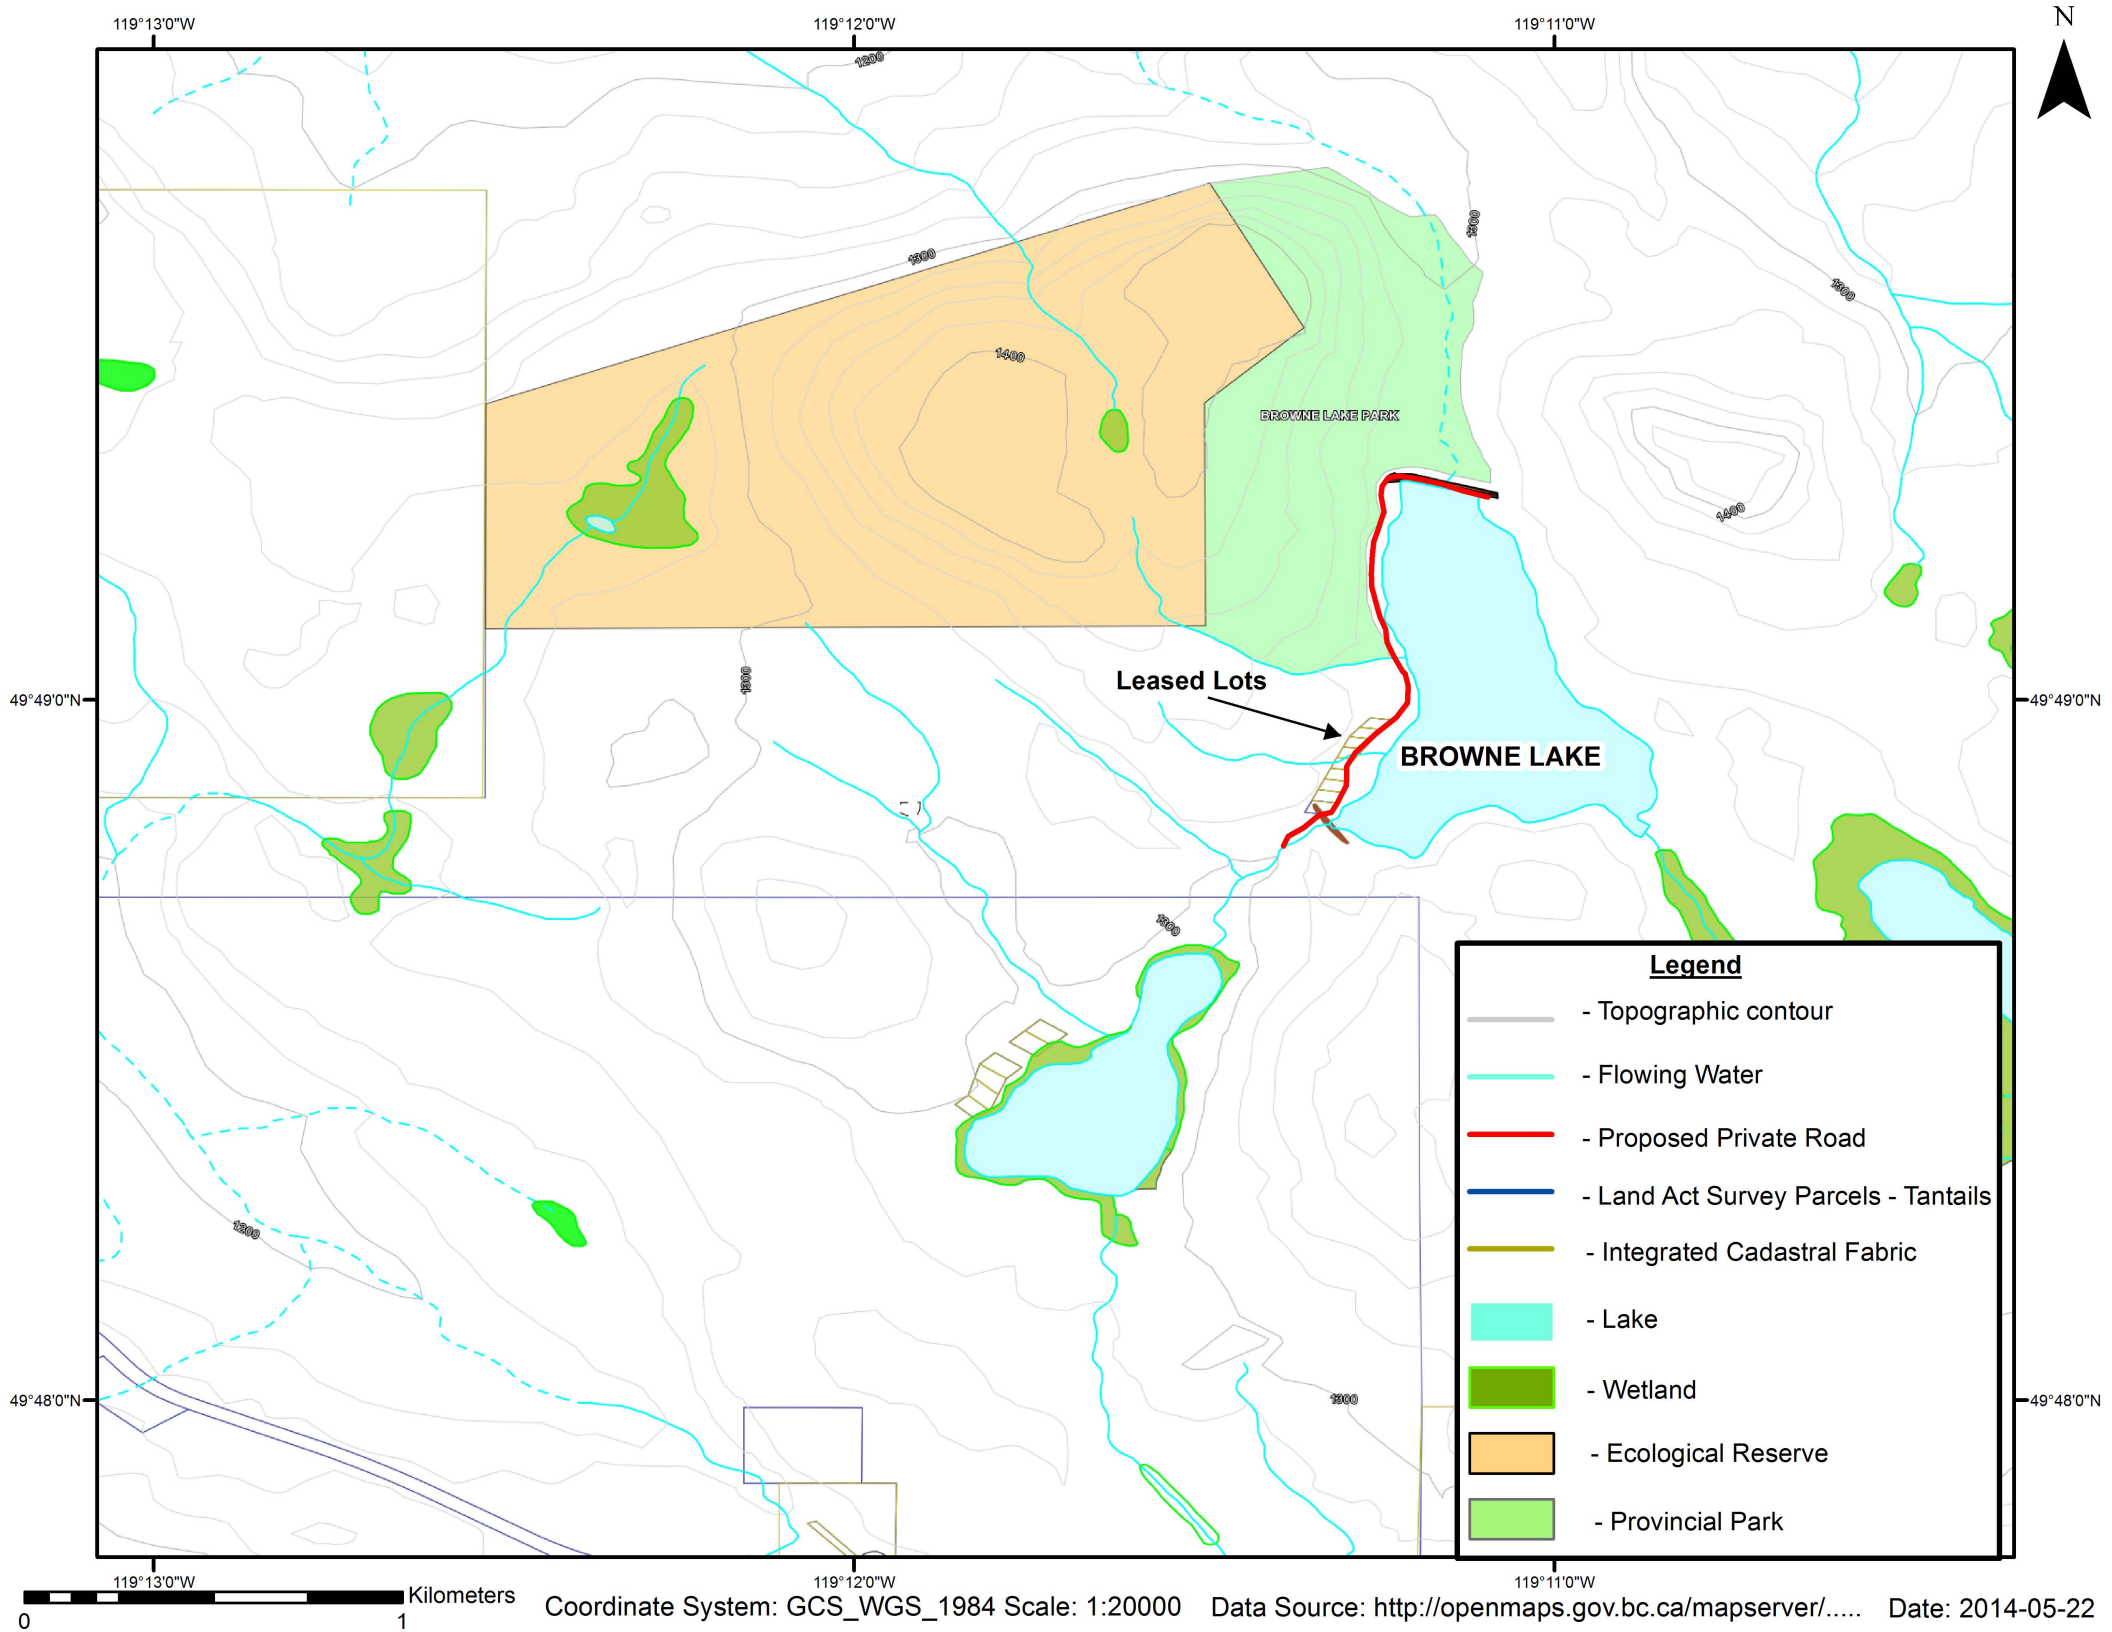 119°13'0"W
119°12'0"W
119°11'0"W
N
1200
1300
1300
1300
1400
BROWNE LAKE PARK
1400
Leased Lots
1300
49°49'0"N
49°49'0"N
BROWNE LAKE
1300
Legend
- Topographic contour
- Flowing Water
- Proposed Private Road
- Land Act Survey Parcels - Tantails
- Integrated Cadastral Fabric
- Lake
- Wetland
- Ecological Reserve
- Provincial Park
1200
1300
49°48'0"N
49°48'0"N
119°13'0"W
119°12'0"W
119°11'0"W
Kilometers
0
1
Coordinate System: GCS_WGS_1984 Scale: 1:20000
Data Source: http://openmaps.gov.bc.ca/mapserver/.....
Date: 2014-05-22